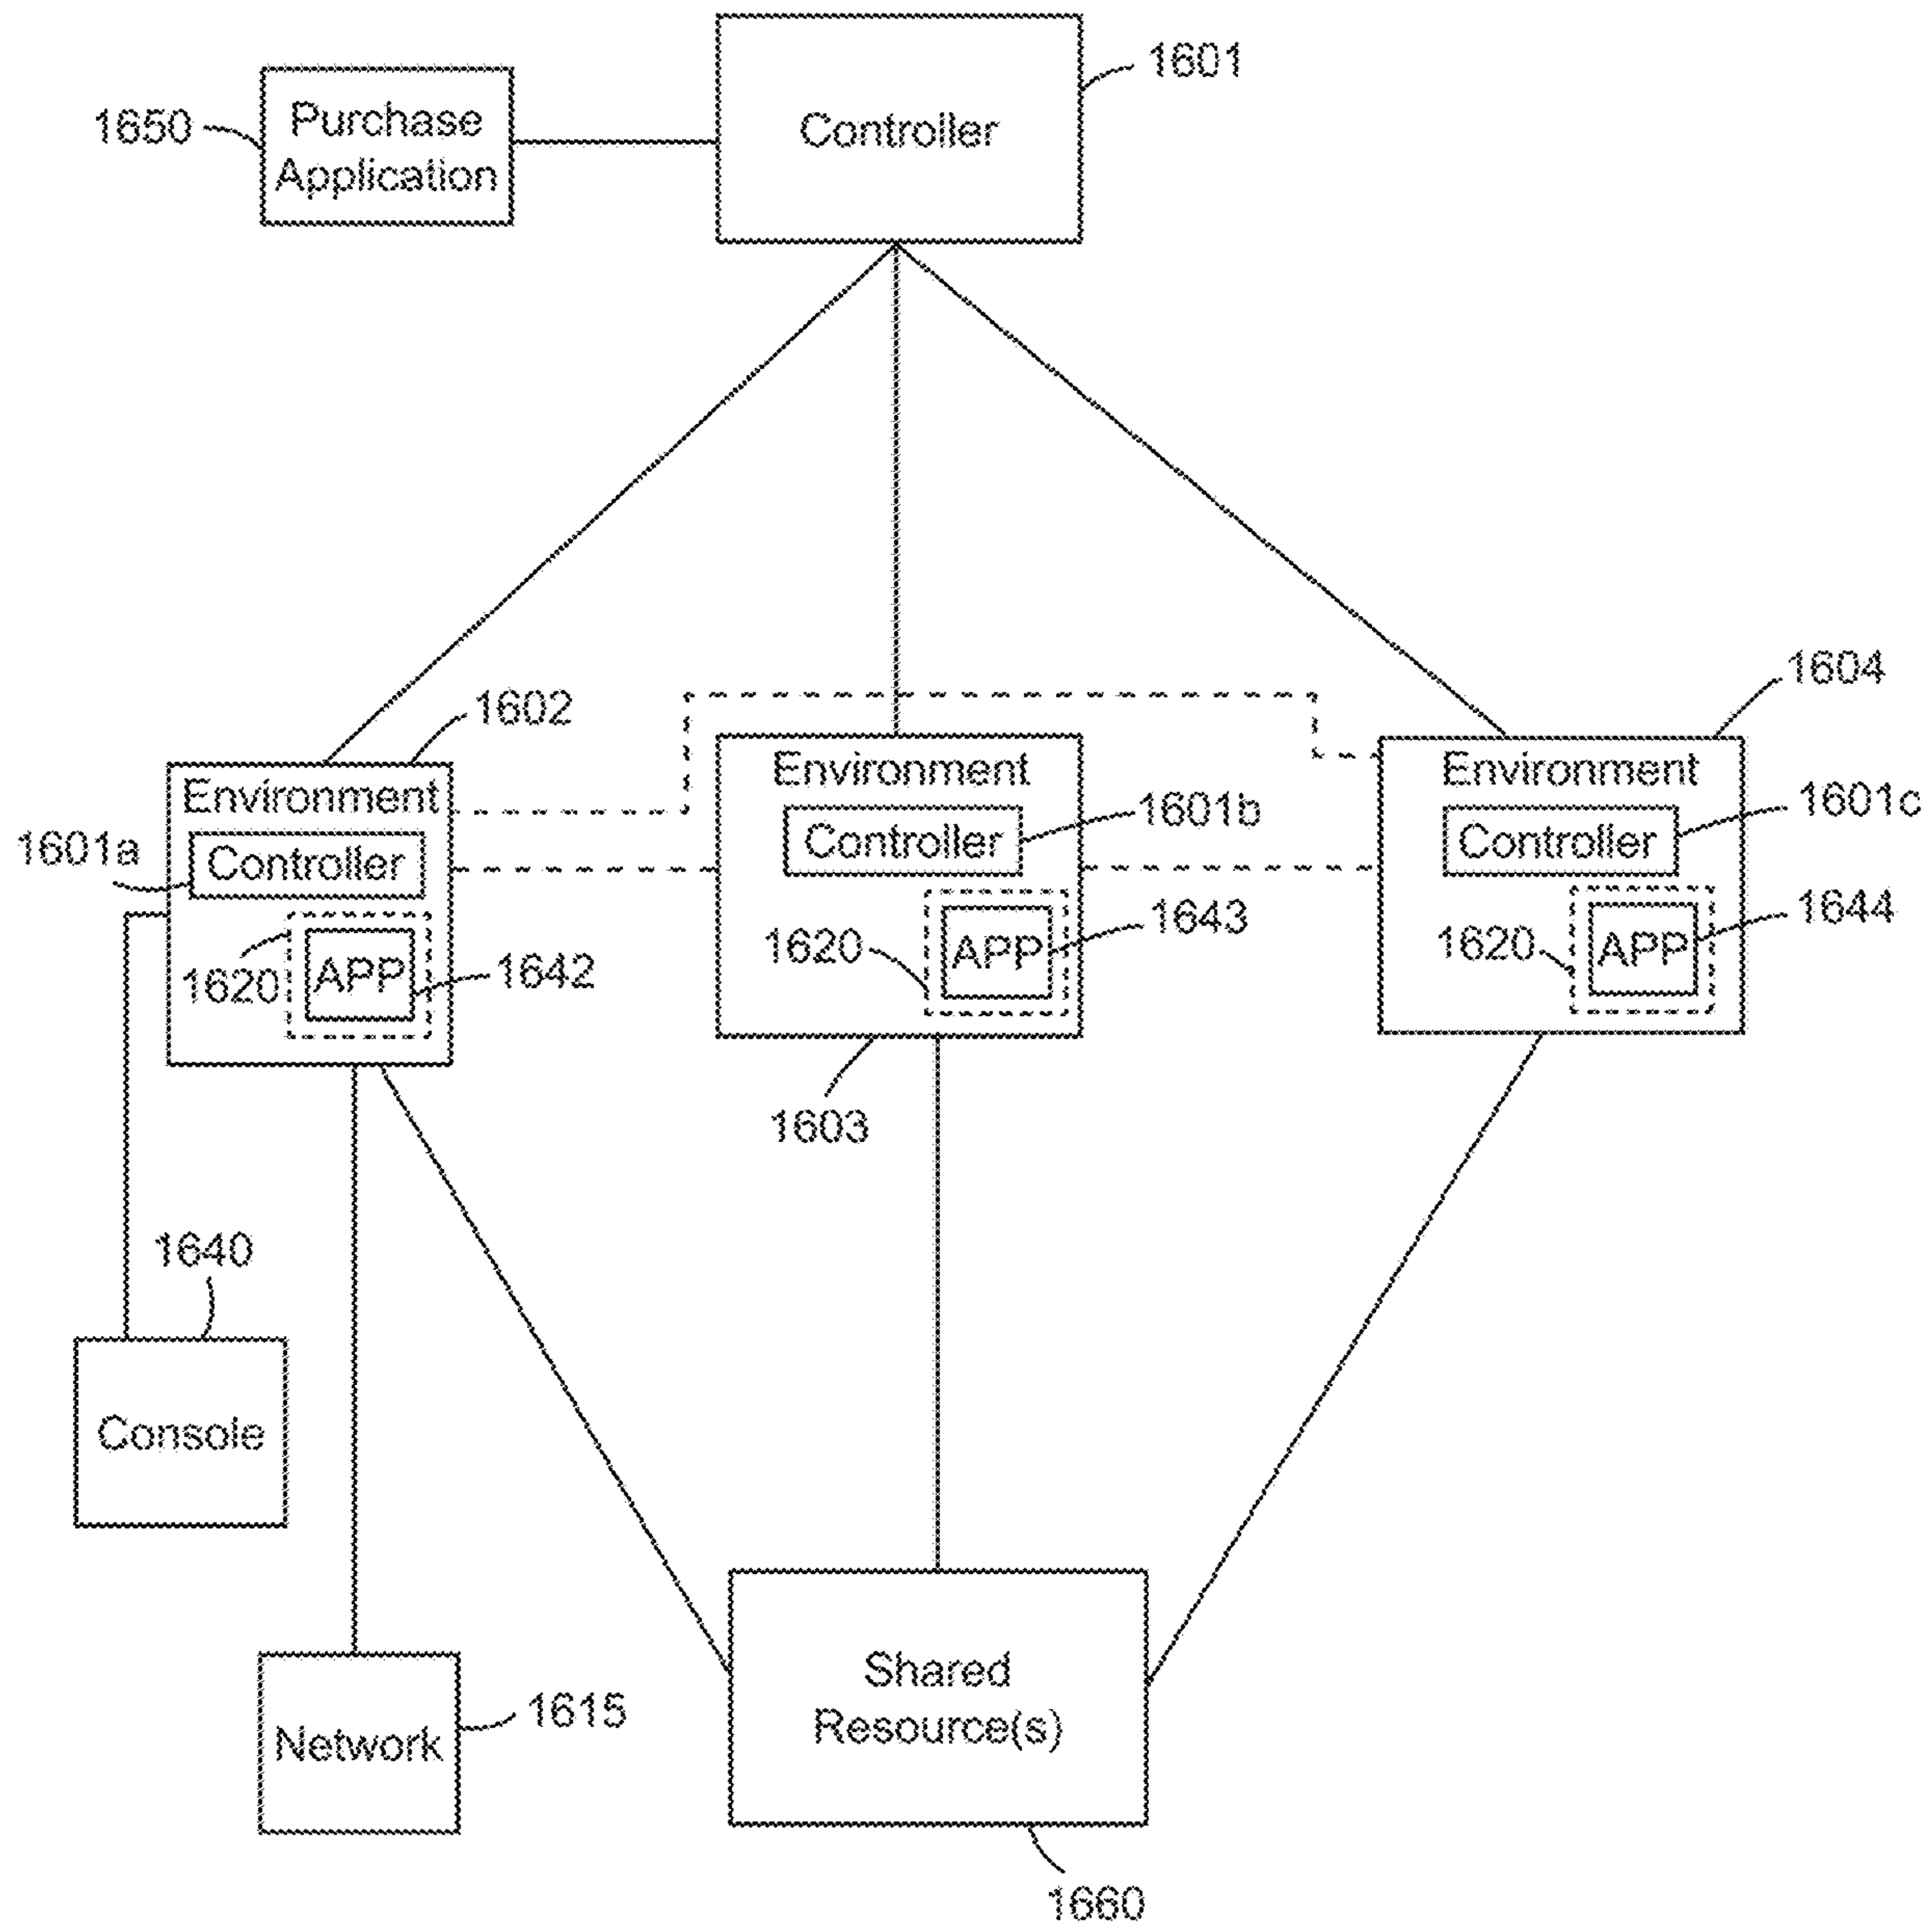 1601
Controller
1650
Purchase
Application
1604
1602
Environment
Environment
Environment
1601b
1601c
1601a
Controller
Controller
Controller
1620
APP
1642
1620
APP
1643
1620
APP
1644
1603
1640
Console
Shared
Resource(s)
Network
1615
1660